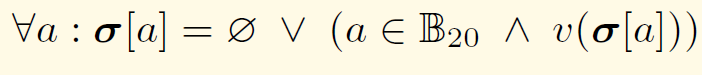 ∀a : σ[a] = ∅ ∨ (a ∈ 𝔹₂₀ ∧ v(σ[a]))